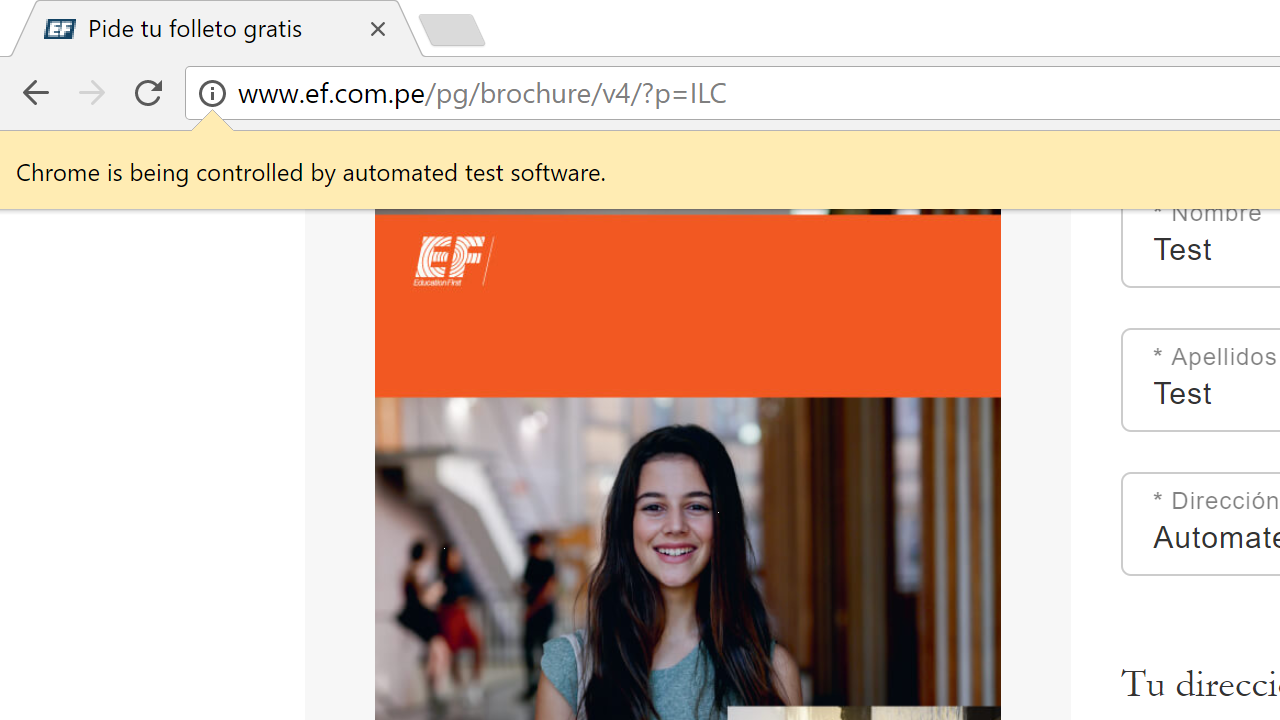 EF Pide tu folleto gratis
www.ef.com.pe/pg/brochure/v4/?p=ILC
Chrome is being controlled by automated test software.
EF
Education First
* Nombre
Test
* Apellidos
Test
* Dirección
Automate
Tu direcci